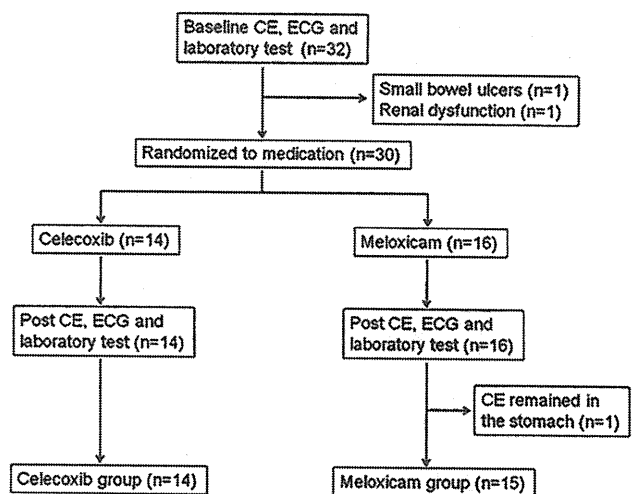 Baseline CE, ECG and
laboratory test (n=32)
Small bowel ulcers (n=1)
Renal dysfunction (n=1)
Randomized to medication (n=30)
Celecoxib (n=14)
Meloxicam (n=16)
Post CE, ECG and
laboratory test (n=14)
Post CE, ECG and
laboratory test (n=16)
CE remained in
the stomach (n=1)
Celecoxib group (n=14)
Meloxicam group (n=15)